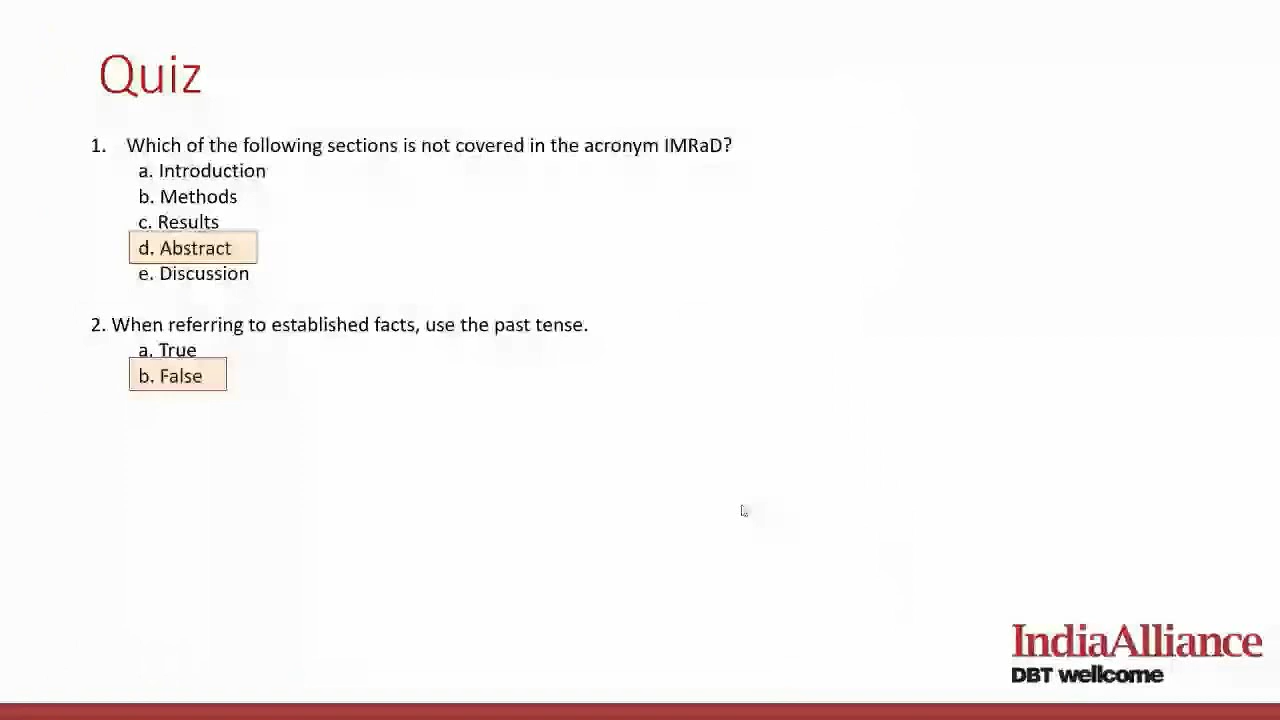 Quiz
1. Which of the following sections is not covered in the acronym IMRaD?
a. Introduction
b. Methods
c. Results
d. Abstract
e. Discussion
2. When referring to established facts, use the past tense.
a. True
b. False
IndiaAlliance
DBT wellcome